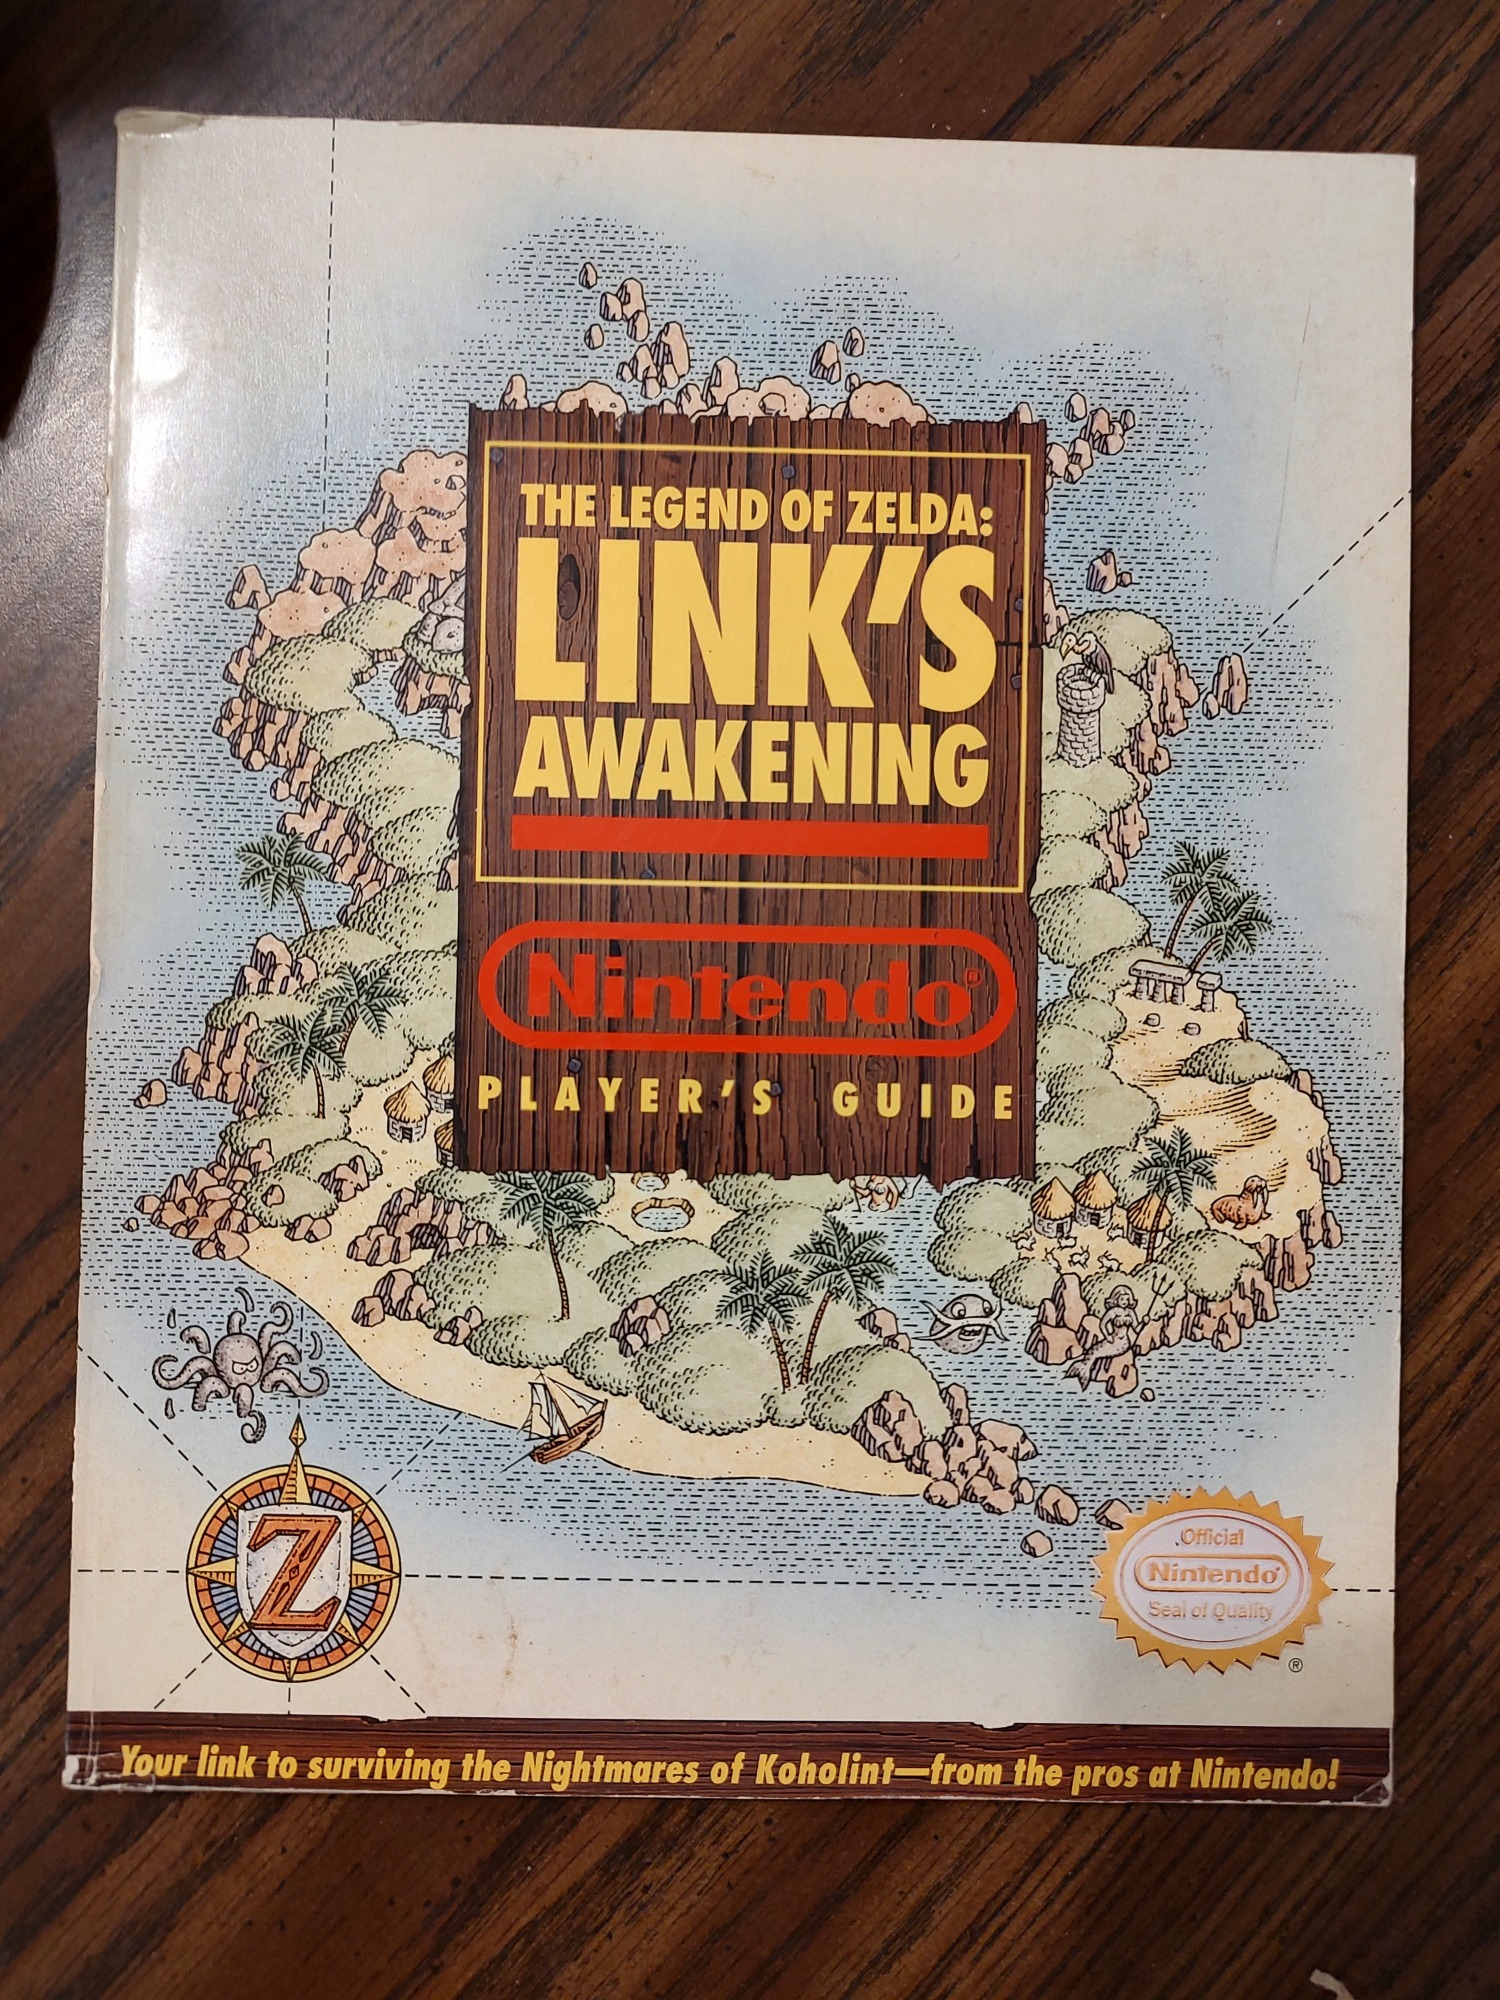 THE LEGEND OF ZELDA:
LINK'S
AWAKENING
Nintendo®
PLAYER'S GUIDE
Z
Official
Nintendo®
Seal of Quality
®
Your link to surviving the Nightmares of Koholint—from the pros at Nintendo!